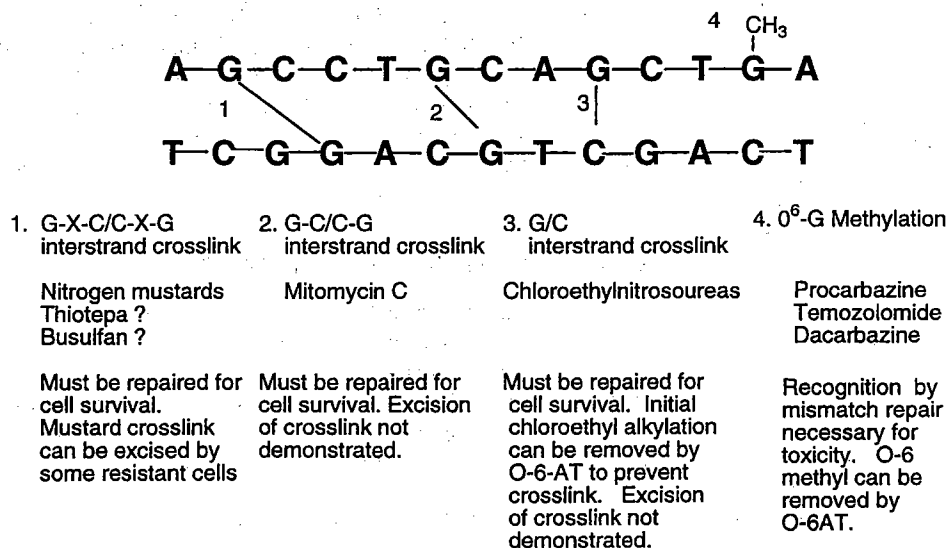 4 CH3
A-G-C-C-T-G-C-A-G-C-T-G-A
1 2 3
T-C-G-G-A-C-G-T-C-G-A-C-T
1. G-X-C/C-X-G
interstrand crosslink
Nitrogen mustards
Thiotepa ?
Busulfan ?
Must be repaired for
cell survival.
Mustard crosslink
can be excised by
some resistant cells
2. G-C/C-G
interstrand crosslink
Mitomycin C
Must be repaired for
cell survival. Excision
of crosslink not
demonstrated.
3. G/C
interstrand crosslink
Chloroethylnitrosoureas
Must be repaired for
cell survival. Initial
chloroethyl alkylation
can be removed by
O-6-AT to prevent
crosslink. Excision
of crosslink not
demonstrated.
4. 0⁶-G Methylation
Procarbazine
Temozolomide
Dacarbazine
Recognition by
mismatch repair
necessary for
toxicity. O-6
methyl can be
removed by
O-6AT.